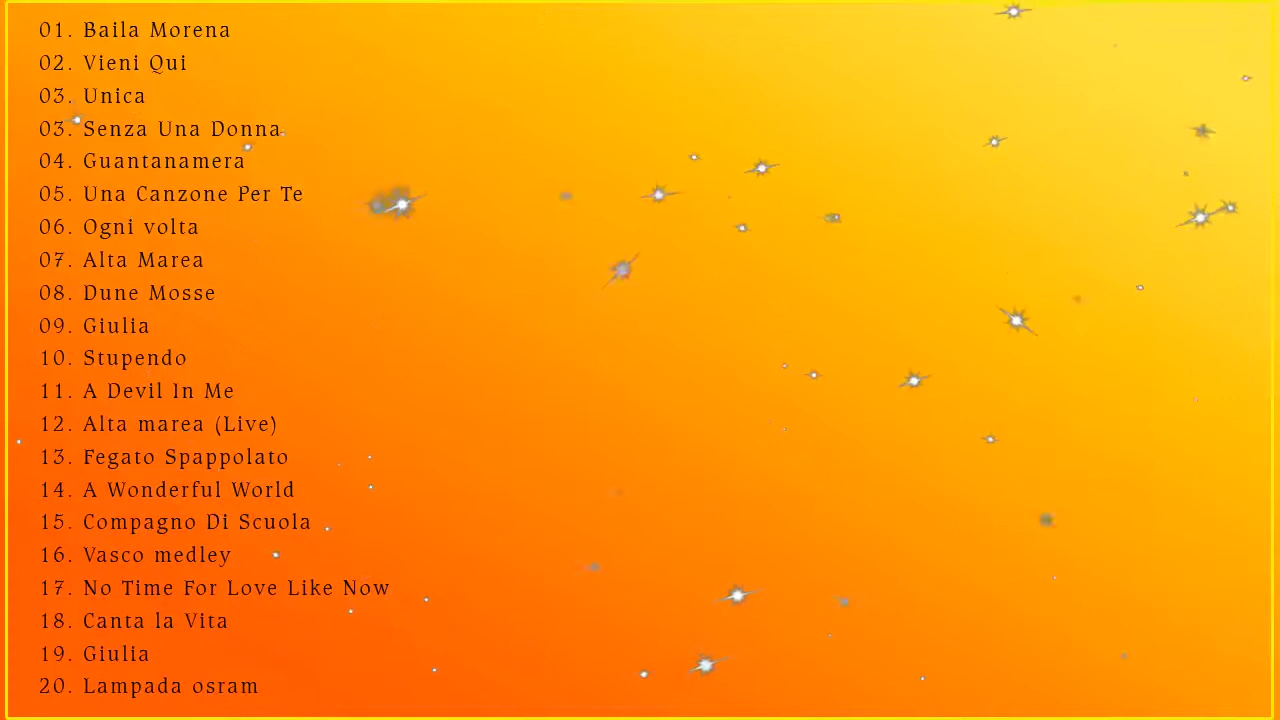 01. Baila Morena
02. Vieni Qui
03. Unica
03. Senza Una Donna
04. Guantanamera
05. Una Canzone Per Te
06. Ogni volta
07. Alta Marea
08. Dune Mosse
09. Giulia
10. Stupendo
11. A Devil In Me
12. Alta marea (Live)
13. Fegato Spappolato
14. A Wonderful World
15. Compagno Di Scuola
16. Vasco medley
17. No Time For Love Like Now
18. Canta la Vita
19. Giulia
20. Lampada osram